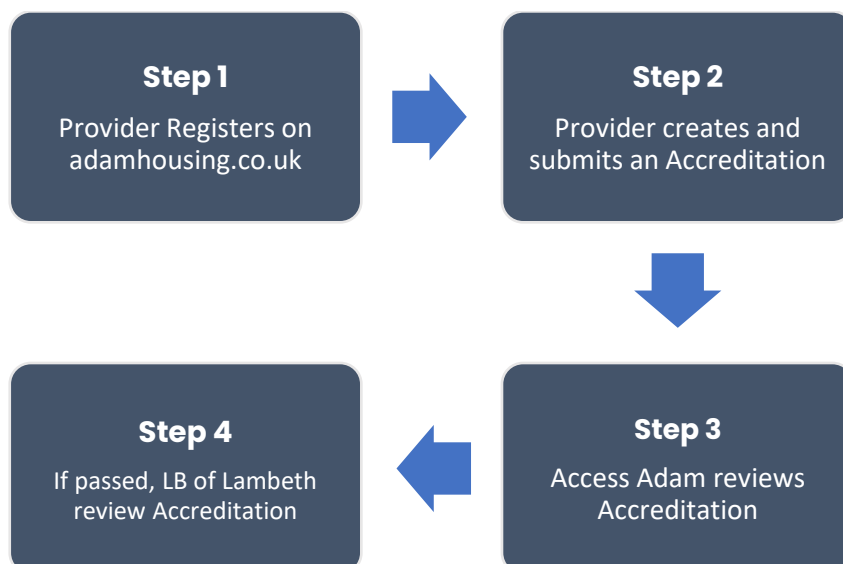 Step 1
Provider Registers on
adamhousing.co.uk
Step 2
Provider creates and
submits an Accreditation
Step 3
Access Adam reviews
Accreditation
Step 4
If passed, LB of Lambeth
review Accreditation